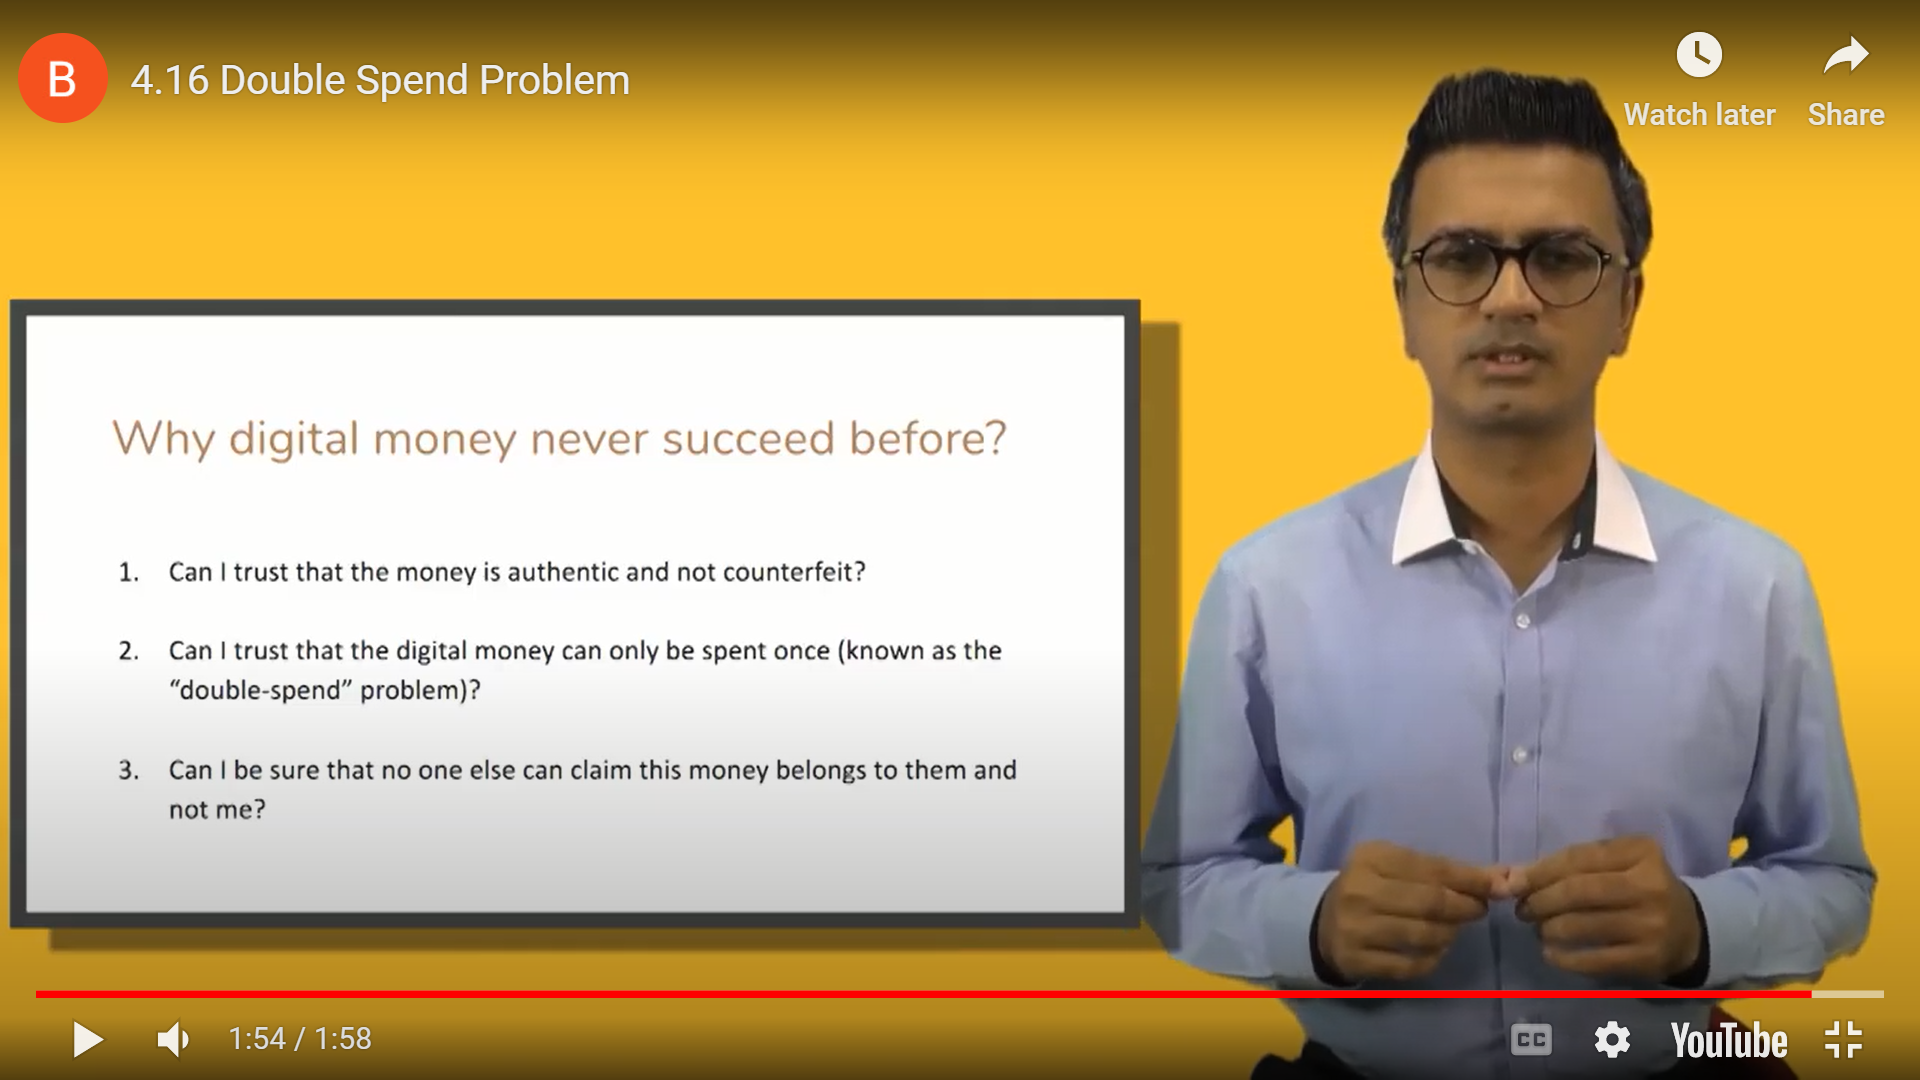 B
4.16 Double Spend Problem
Watch later
Share
Why digital money never succeed before?
1. Can I trust that the money is authentic and not counterfeit?
2. Can I trust that the digital money can only be spent once (known as the
“double-spend” problem)?
3. Can I be sure that no one else can claim this money belongs to them and
not me?
1:54 / 1:58
CC
YouTube